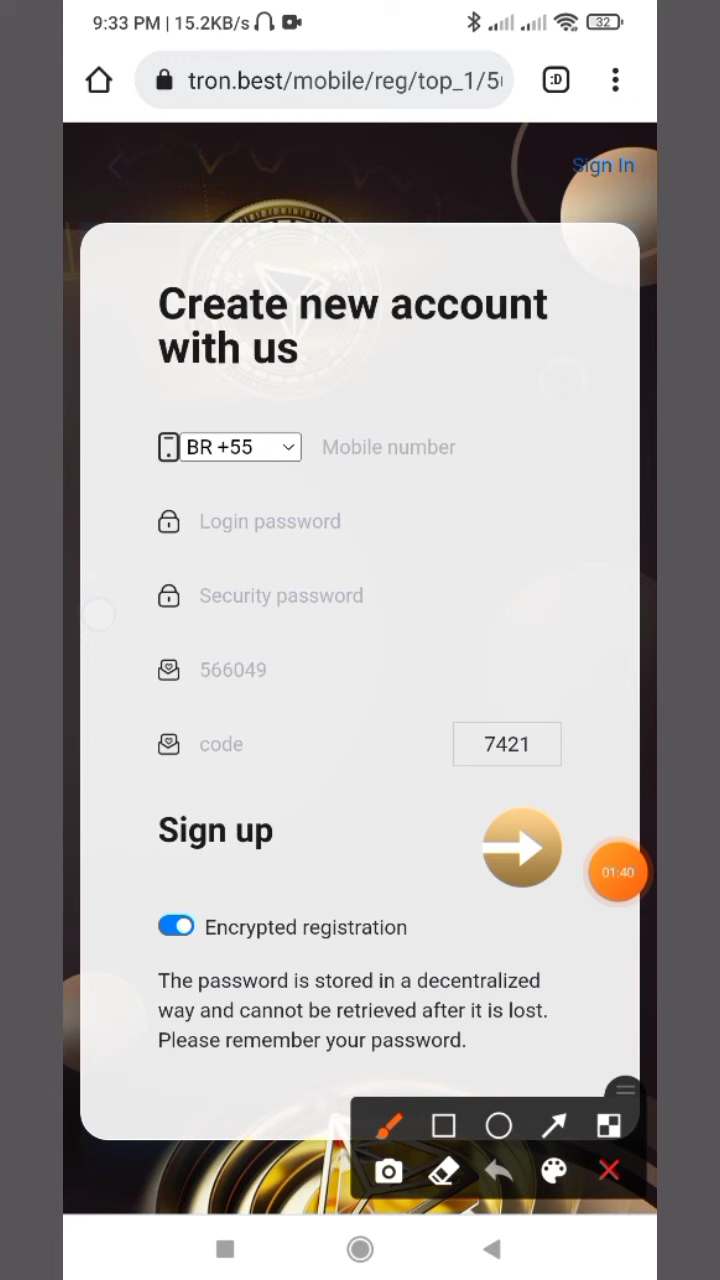 9:33 PM | 15.2KB/s
32
tron.best/mobile/reg/top_1/5
:D
Sign In
Create new account
with us
BR +55
Mobile number
Login password
Security password
566049
code
7421
Sign up
01:40
Encrypted registration
The password is stored in a decentralized
way and cannot be retrieved after it is lost.
Please remember your password.